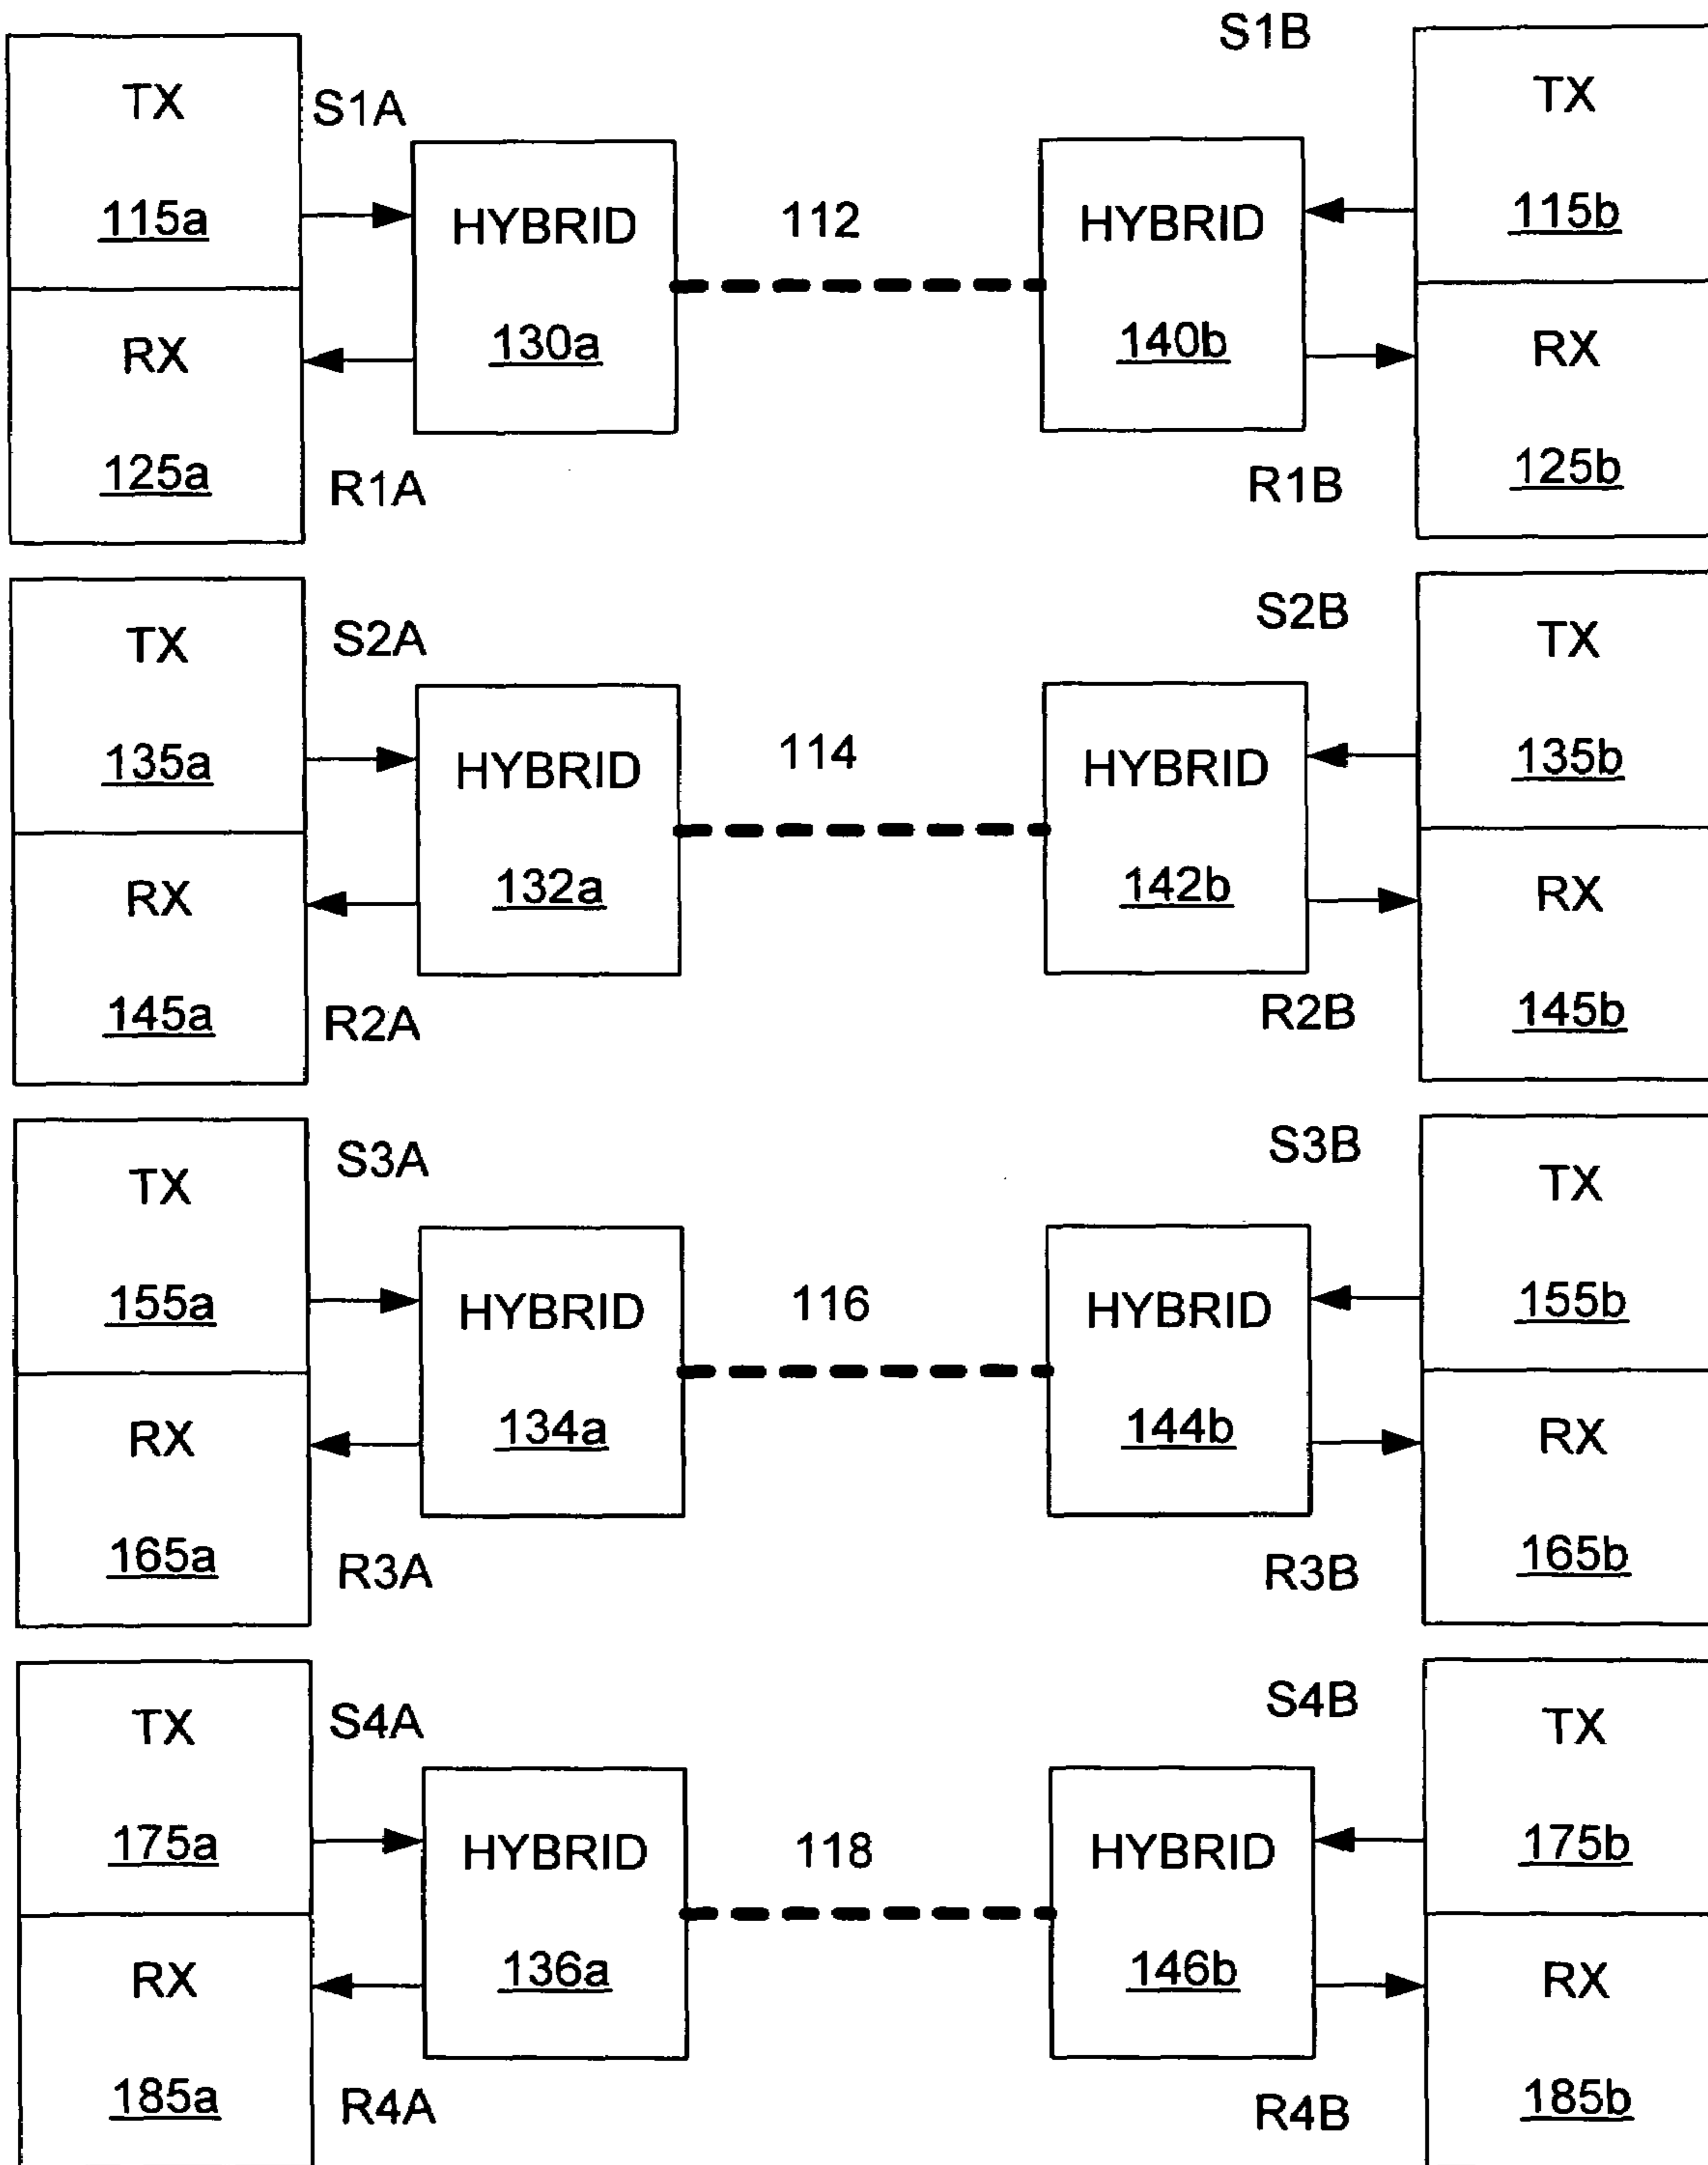 S1B
TX
S1A
TX
115a
HYBRID
112
HYBRID
115b
RX
130a
140b
RX
125a
R1A
R1B
125b
TX
S2A
S2B
TX
135a
HYBRID
114
HYBRID
135b
RX
132a
142b
RX
145a
R2A
R2B
145b
TX
S3A
S3B
TX
155a
HYBRID
116
HYBRID
155b
RX
134a
144b
RX
165a
R3A
R3B
165b
TX
S4A
S4B
TX
175a
HYBRID
118
HYBRID
175b
RX
136a
146b
RX
185a
R4A
R4B
185b